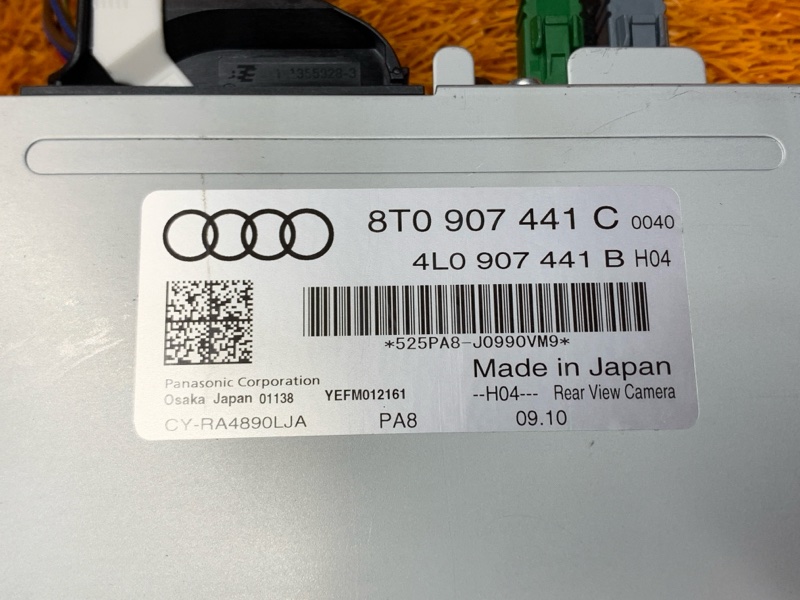 8T0 907 441 C 0040
4L0 907 441 B H04
*525PA8-J0990VM9*
Made in Japan
Panasonic Corporation
Osaka Japan 01138 YEFM012161 --H04--- Rear View Camera
CY-RA4890LJA PA8 09.10